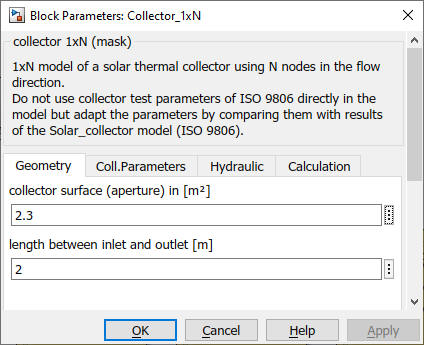 Block Parameters: Collector_1xN
collector 1xN (mask)
1xN model of a solar thermal collector using N nodes in the flow
direction.
Do not use collector test parameters of ISO 9806 directly in the
model but adapt the parameters by comparing them with results
of the Solar_collector model (ISO 9806).
Geometry Coll.Parameters Hydraulic Calculation
collector surface (aperture) in [m²]
2.3
length between inlet and outlet [m]
2
OK Cancel Help Apply